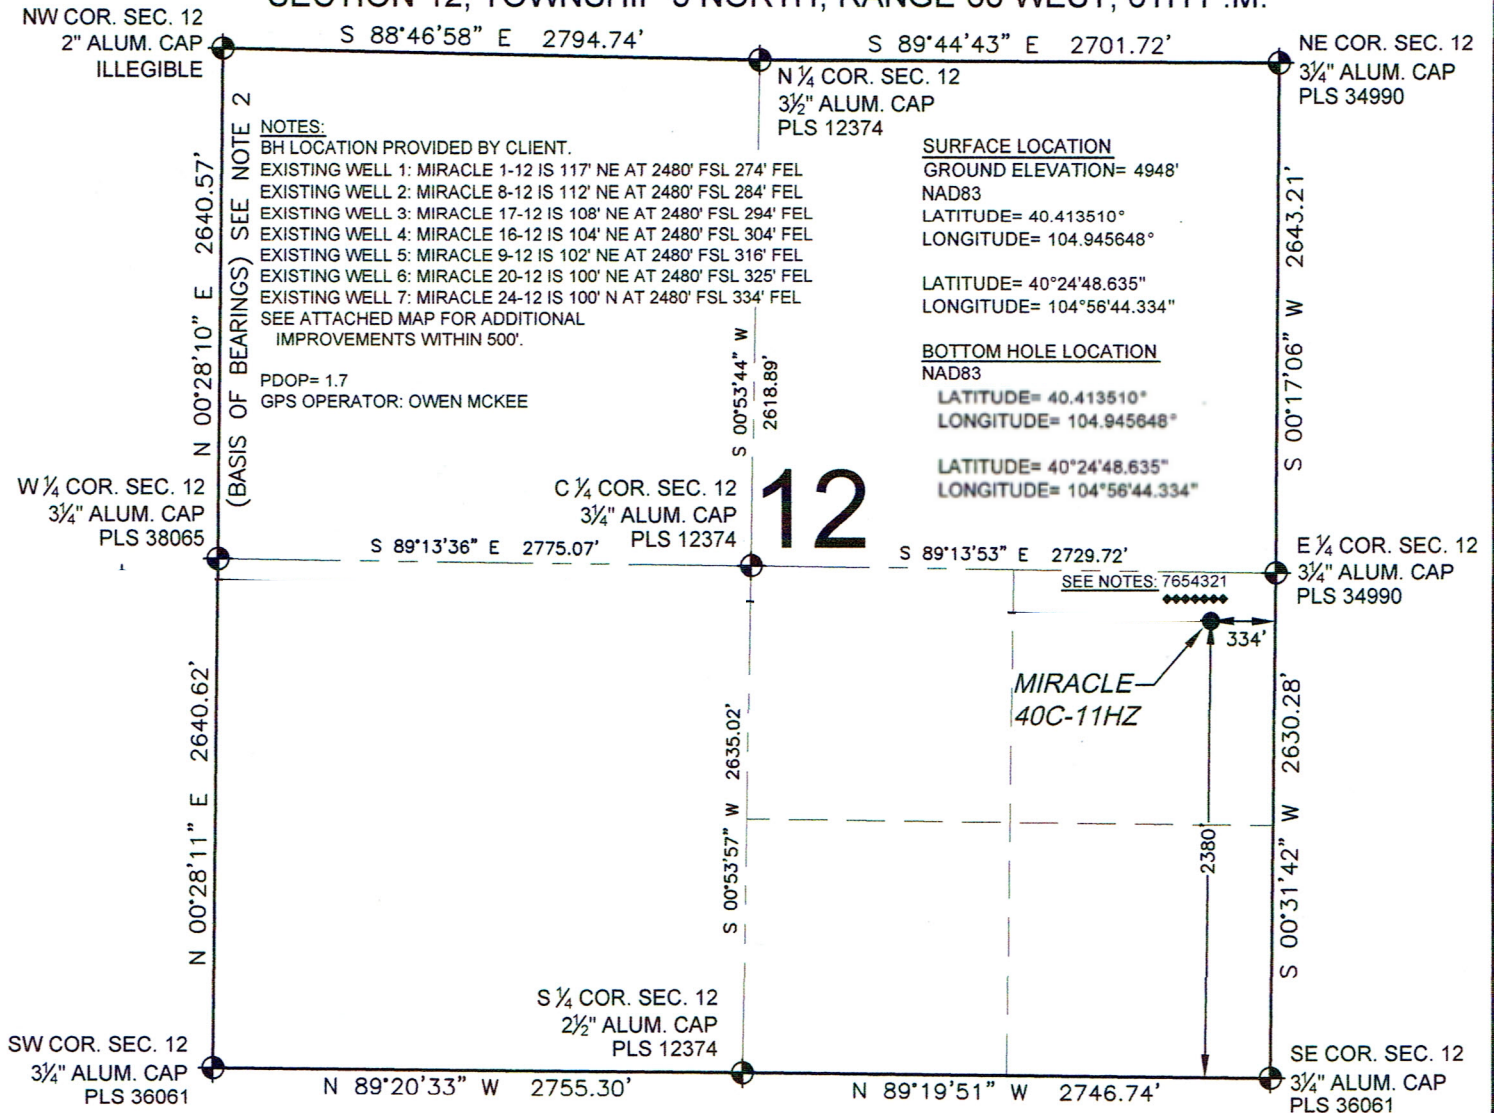 NW COR. SEC. 12
2" ALUM. CAP
ILLEGIBLE
S 88°46'58" E 2794.74'
S 89°44'43" E 2701.72'
NE COR. SEC. 12
3¼" ALUM. CAP
PLS 34990
N ¼ COR. SEC. 12
3½" ALUM. CAP
PLS 12374
N 00°28'10" E 2640.57'
(BASIS OF BEARINGS) SEE NOTE 2
NOTES:
BH LOCATION PROVIDED BY CLIENT.
EXISTING WELL 1: MIRACLE 1-12 IS 117' NE AT 2480' FSL 274' FEL
EXISTING WELL 2: MIRACLE 8-12 IS 112' NE AT 2480' FSL 284' FEL
EXISTING WELL 3: MIRACLE 17-12 IS 108' NE AT 2480' FSL 294' FEL
EXISTING WELL 4: MIRACLE 16-12 IS 104' NE AT 2480' FSL 304' FEL
EXISTING WELL 5: MIRACLE 9-12 IS 102' NE AT 2480' FSL 316' FEL
EXISTING WELL 6: MIRACLE 20-12 IS 100' NE AT 2480' FSL 325' FEL
EXISTING WELL 7: MIRACLE 24-12 IS 100' N AT 2480' FSL 334' FEL
SEE ATTACHED MAP FOR ADDITIONAL
IMPROVEMENTS WITHIN 500'.
PDOP= 1.7
GPS OPERATOR: OWEN MCKEE
S 00°53'44" W
2618.89'
SURFACE LOCATION
GROUND ELEVATION= 4948'
NAD83
LATITUDE= 40.413510°
LONGITUDE= 104.945648°
LATITUDE= 40°24'48.635"
LONGITUDE= 104°56'44.334"
BOTTOM HOLE LOCATION
NAD83
LATITUDE= 40.413510°
LONGITUDE= 104.945648°
LATITUDE= 40°24'48.635"
LONGITUDE= 104°56'44.334"
S 00°17'06" W 2643.21'
W ¼ COR. SEC. 12
3¼" ALUM. CAP
PLS 38065
C ¼ COR. SEC. 12
3¼" ALUM. CAP
PLS 12374
12
S 89°13'36" E 2775.07'
S 89°13'53" E 2729.72'
E ¼ COR. SEC. 12
3¼" ALUM. CAP
PLS 34990
SEE NOTES: 7654321
334'
MIRACLE
40C-11HZ
N 00°28'11" E 2640.62'
S 00°53'57" W 2635.02'
2380'
S 00°31'42" W 2630.28'
S ¼ COR. SEC. 12
2½" ALUM. CAP
PLS 12374
SW COR. SEC. 12
3¼" ALUM. CAP
PLS 36061
N 89°20'33" W 2755.30'
N 89°19'51" W 2746.74'
SE COR. SEC. 12
3¼" ALUM. CAP
PLS 36061